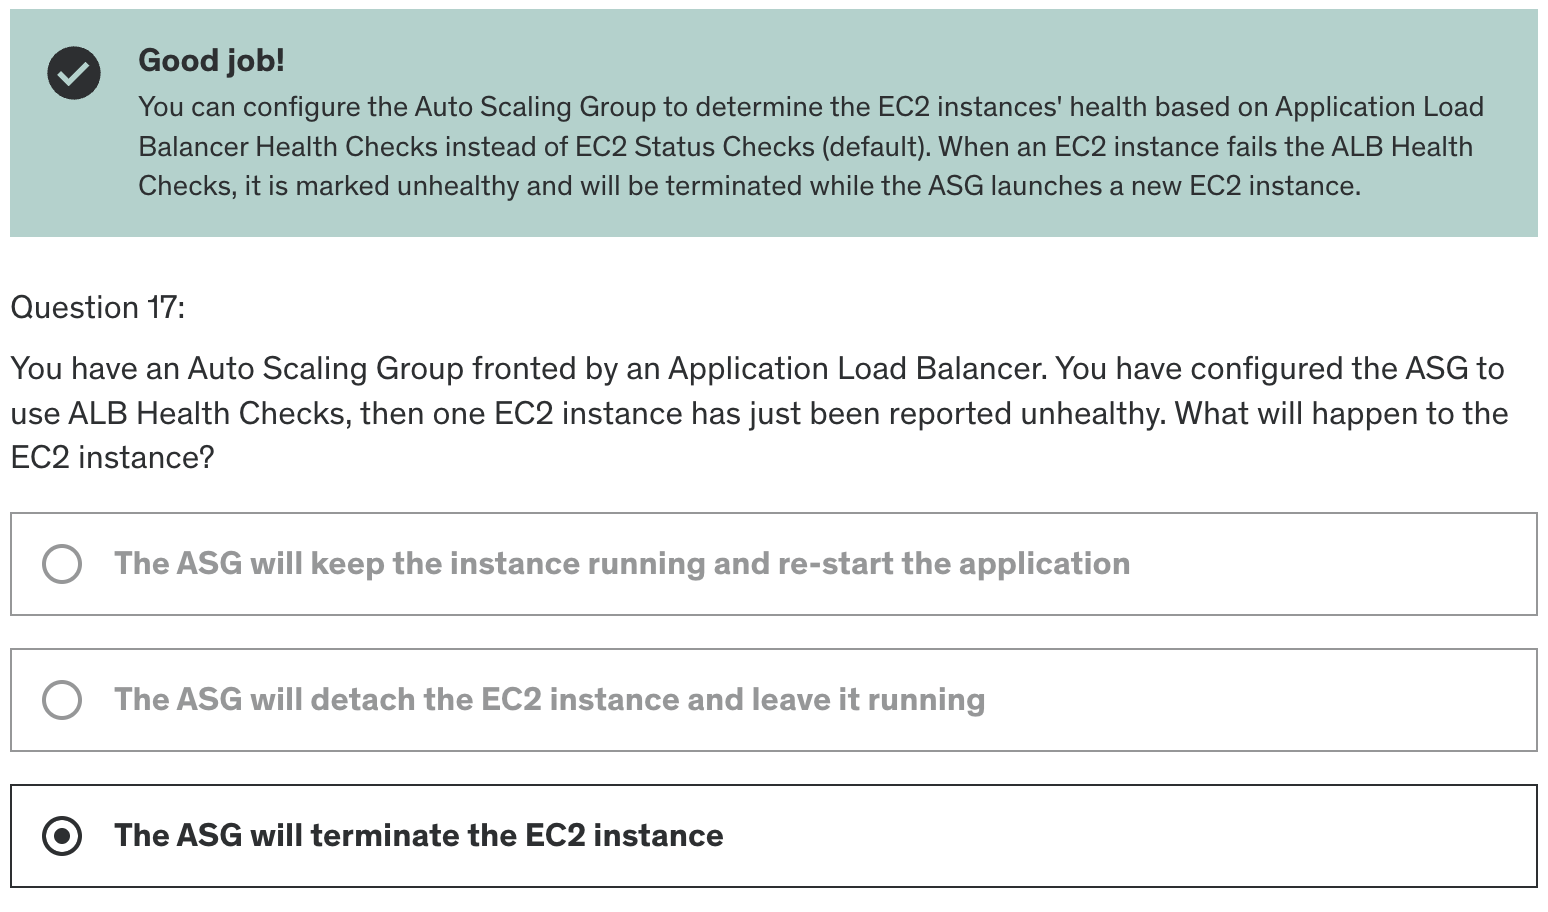 Good job!
You can configure the Auto Scaling Group to determine the EC2 instances' health based on Application Load
Balancer Health Checks instead of EC2 Status Checks (default). When an EC2 instance fails the ALB Health
Checks, it is marked unhealthy and will be terminated while the ASG launches a new EC2 instance.
Question 17:
You have an Auto Scaling Group fronted by an Application Load Balancer. You have configured the ASG to
use ALB Health Checks, then one EC2 instance has just been reported unhealthy. What will happen to the
EC2 instance?
The ASG will keep the instance running and re-start the application
The ASG will detach the EC2 instance and leave it running
The ASG will terminate the EC2 instance